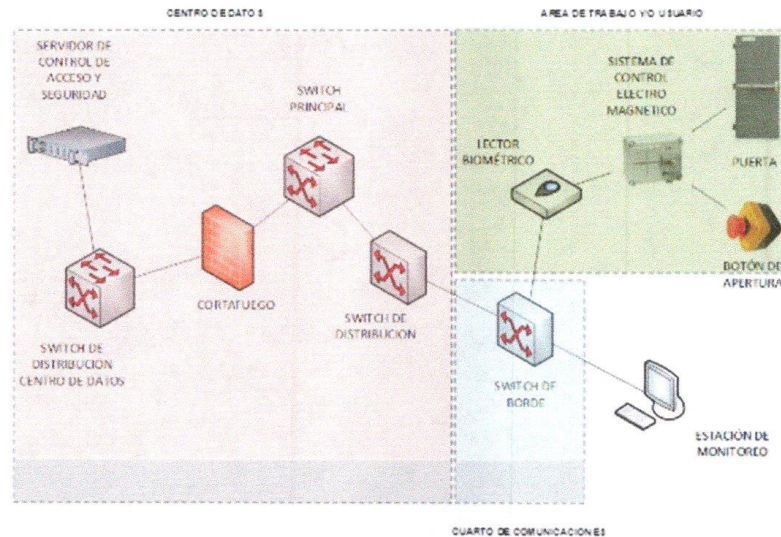 CENTRO DE DATOS
AREA DE TRABAJO Y/O USUARIO
SERVIDOR DE
CONTROL DE
ACCESO Y
SEGURIDAD
SWITCH
PRINCIPAL
SISTEMA DE
CONTROL
ELECTRO
MAGNETICO
LECTOR
BIOMÉTRICO
PUERTA
CORTAFUEGO
BOTÓN DE
APERTURA
SWITCH DE
DISTRIBUCION
CENTRO DE DATOS
SWITCH DE
DISTRIBUCION
SWITCH DE
BORDE
ESTACIÓN DE
MONITOREO
CUARTO DE COMUNICACIONES